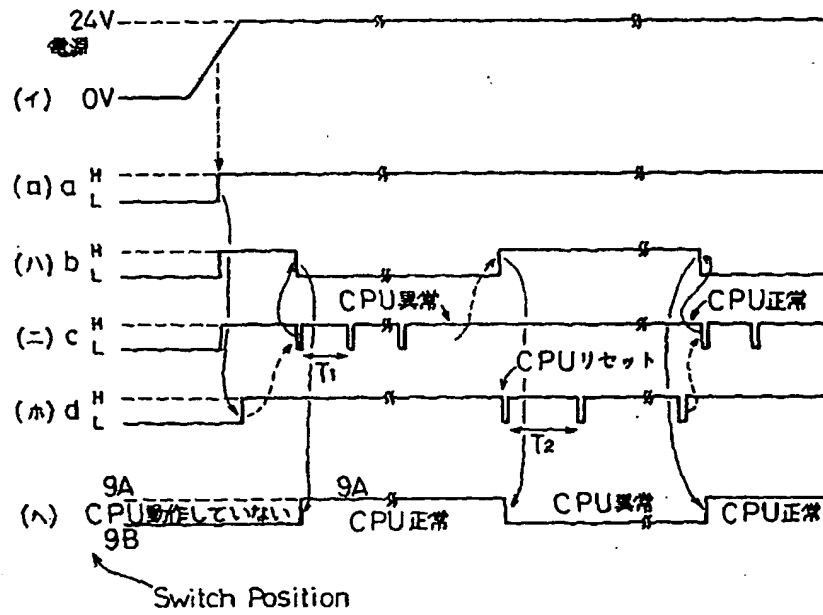 24V
電源
(イ) 0V
(ロ) a H
L
(ハ) b H
L
CPU異常
CPU正常
(ニ) c H
L
T1
CPUリセット
(ホ) d H
L
T2
9A
9A
(ヘ) CPU動作していない
CPU正常
CPU異常
CPU正常
9B
Switch Position